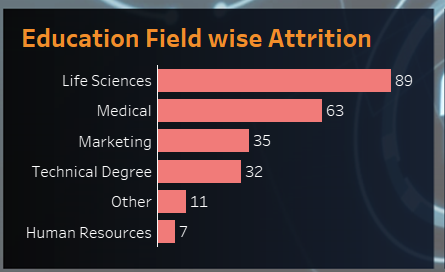 Education Field wise Attrition
Life Sciences 89
Medical 63
Marketing 35
Technical Degree 32
Other 11
Human Resources 7